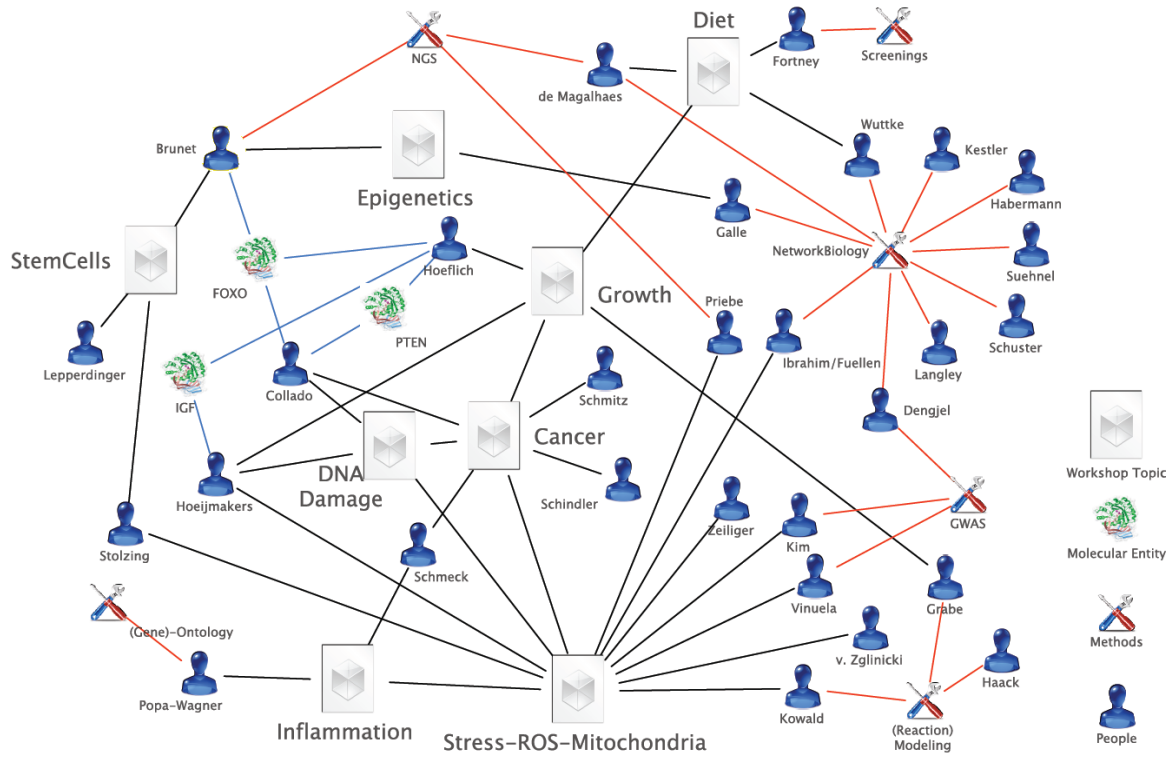 Diet
NGS
Fortney
Screenings
de Magalhaes
Wuttke
Brunet
Kestler
Epigenetics
Habermann
Galle
NetworkBiology
StemCells
Hoeflich
Suehnel
FOXO
Growth
Priebe
PTEN
Schuster
Ibrahim/Fuellen
Lepperdinger
Langley
IGF
Collado
Schmitz
Dengjel
Cancer
DNA
Damage
Workshop Topic
Schindler
Hoeijmakers
Zeiliger
GWAS
Kim
Stolzing
Molecular Entity
Schmeck
Vinuela
Grabe
(Gene)-Ontology
Methods
v. Zglinicki
Haack
Popa-Wagner
Kowald
Inflammation
Stress-ROS-Mitochondria
(Reaction)
Modeling
People